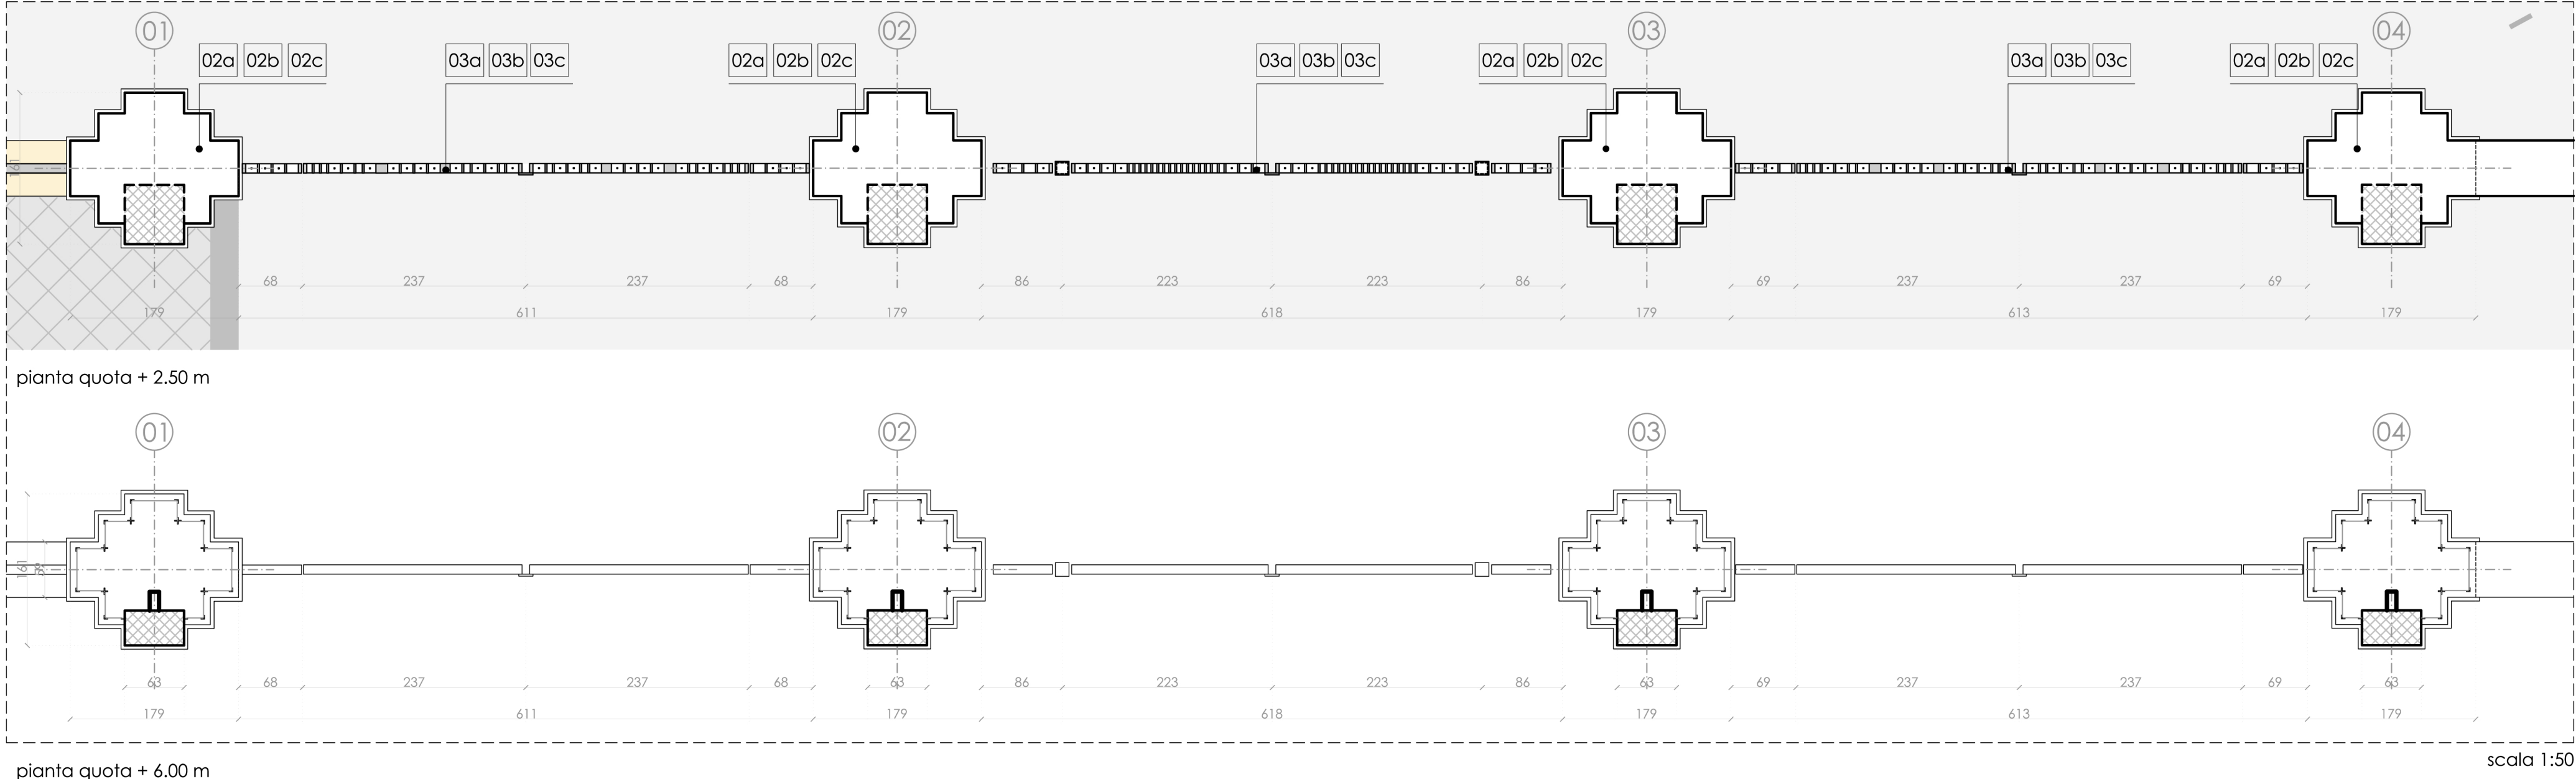 01 02 03 04
02a 02b 02c 03a 03b 03c 02a 02b 02c 03a 03b 03c 02a 02b 02c 03a 03b 03c 02a 02b 02c
161
68 237 237 68 86 223 223 86 69 237 237 69
179 611 179 618 179 613 179
pianta quota + 2.50 m
01 02 03 04
161
63 68 237 237 68 63 86 223 223 86 63 69 237 237 69 63
179 611 179 618 179 613 179
pianta quota + 6.00 m
scala 1:50